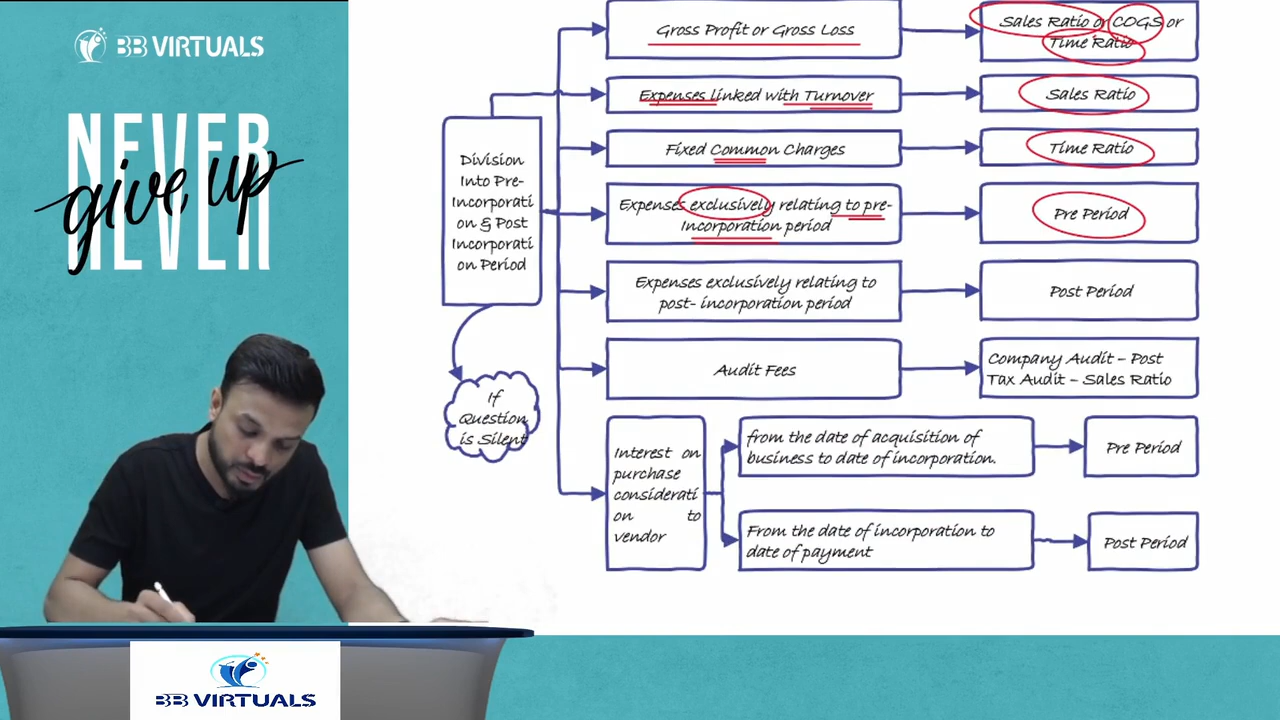 BB VIRTUALS
NEVER
give up
NEVER
Division
Into Pre-
Incorporati
on & Post
Incorporati
on Period
If
Question
is Silent
Gross Profit or Gross Loss
Sales Ratio or COGS or
Time Ratio
Expenses linked with Turnover
Sales Ratio
Fixed Common Charges
Time Ratio
Expenses exclusively relating to pre-
Incorporation period
Pre Period
Expenses exclusively relating to
post- incorporation period
Post Period
Audit Fees
Company Audit – Post
Tax Audit – Sales Ratio
Interest on
purchase
considerati
on to
vendor
from the date of acquisition of
business to date of incorporation.
Pre Period
From the date of incorporation to
date of payment
Post Period
BB VIRTUALS